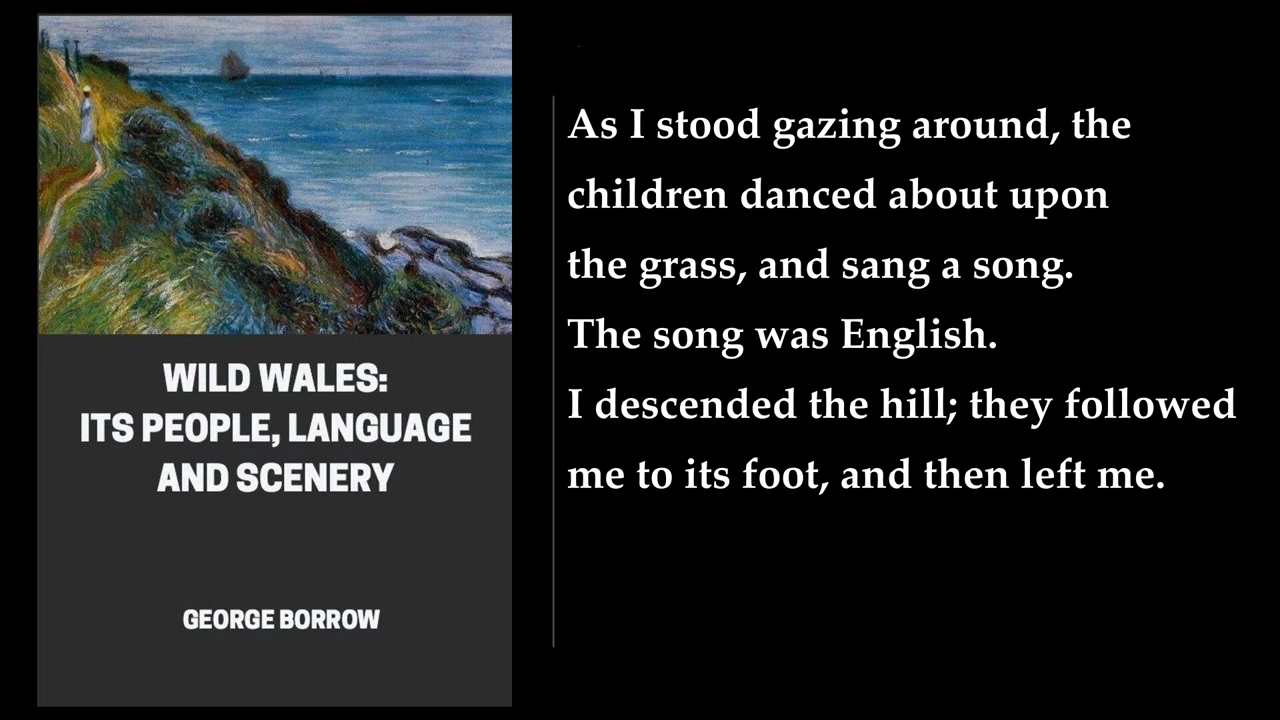 WILD WALES:
ITS PEOPLE, LANGUAGE
AND SCENERY
GEORGE BORROW
As I stood gazing around, the
children danced about upon
the grass, and sang a song.
The song was English.
I descended the hill; they followed
me to its foot, and then left me.